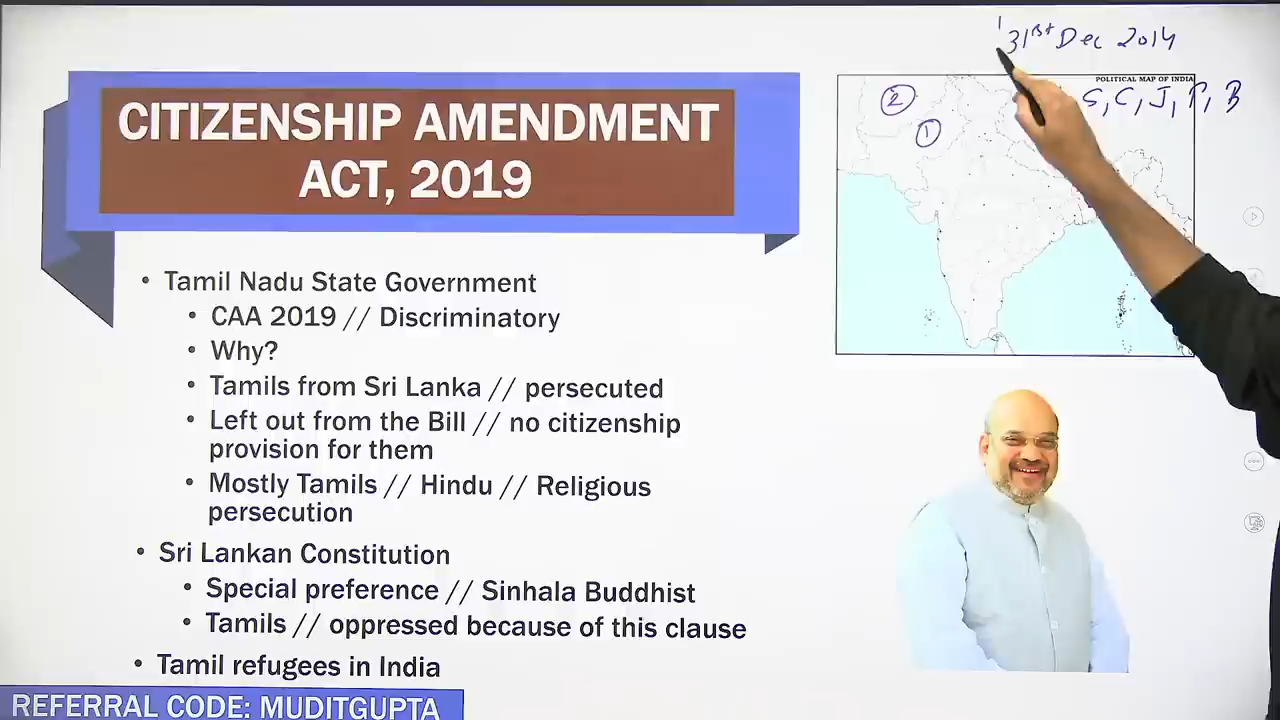 31st Dec 2014
POLITICAL MAP OF INDIA
S, C, J, P, B
2
1
CITIZENSHIP AMENDMENT
ACT, 2019
• Tamil Nadu State Government
• CAA 2019 // Discriminatory
• Why?
• Tamils from Sri Lanka // persecuted
• Left out from the Bill // no citizenship
provision for them
• Mostly Tamils // Hindu // Religious
persecution
• Sri Lankan Constitution
• Special preference // Sinhala Buddhist
• Tamils // oppressed because of this clause
• Tamil refugees in India
REFERRAL CODE: MUDITGUPTA